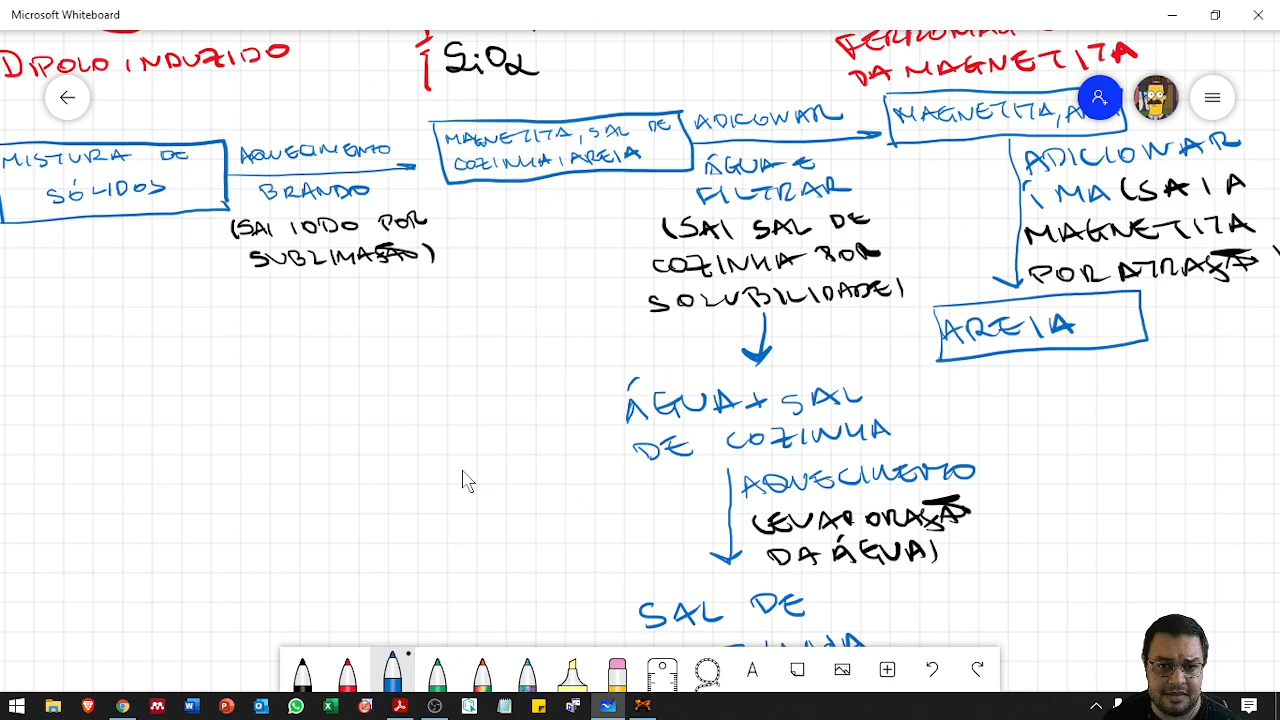 Microsoft Whiteboard
DIPOLO INDUZIDO
SiO2
DA MAGNETITA
MISTURA DE
SÓLIDOS
AQUECIMENTO
BRANDO
(SAI IODO POR
SUBLIMAÇÃO)
MAGNETITA, SAL DE
COZINHA, AREIA
ADICIONAR
ÁGUA E
FILTRAR
(SAI SAL DE
COZINHA POR
SOLUBILIDADE)
MAGNETITA,
ADICIONAR
ÍMA (SAI A
MAGNETITA
POR ATRAÇÃO
AREIA
ÁGUA + SAL
DE COZINHA
AQUECIMENTO
(EVAPORAÇÃO
DA ÁGUA)
SAL DE